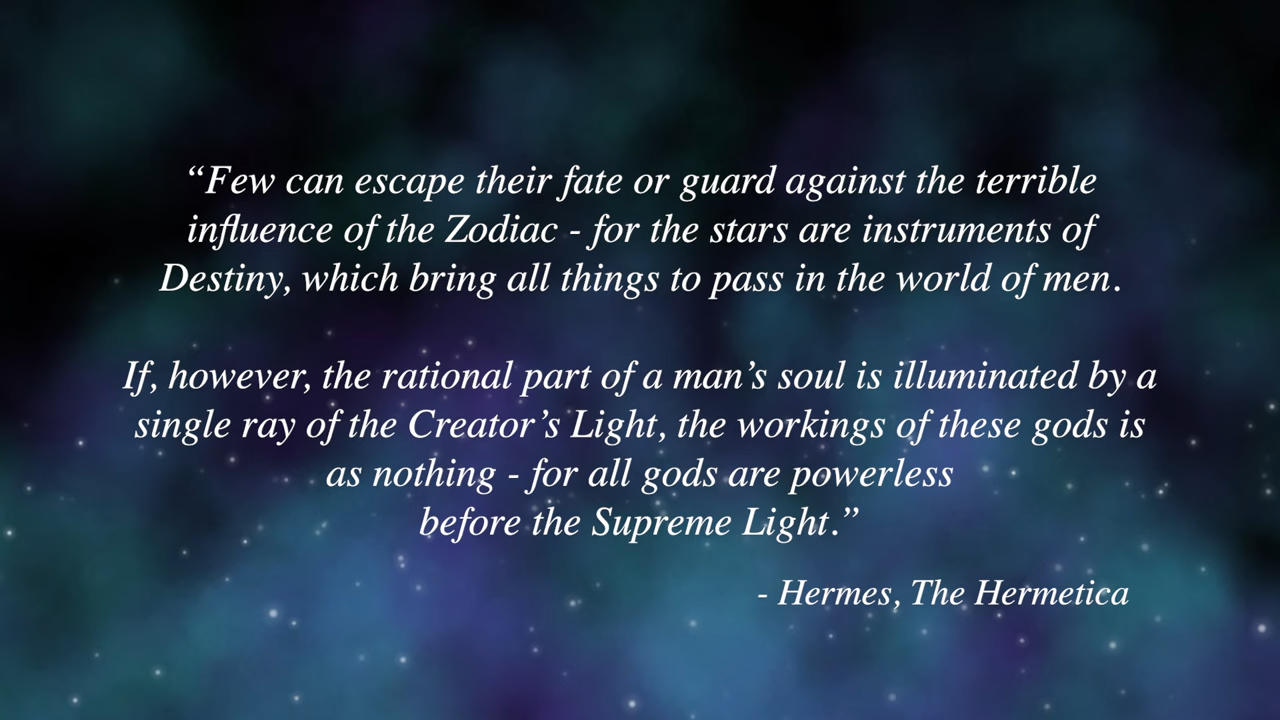 “Few can escape their fate or guard against the terrible
influence of the Zodiac - for the stars are instruments of
Destiny, which bring all things to pass in the world of men.
If, however, the rational part of a man’s soul is illuminated by a
single ray of the Creator’s Light, the workings of these gods is
as nothing - for all gods are powerless
before the Supreme Light.”
- Hermes, The Hermetica